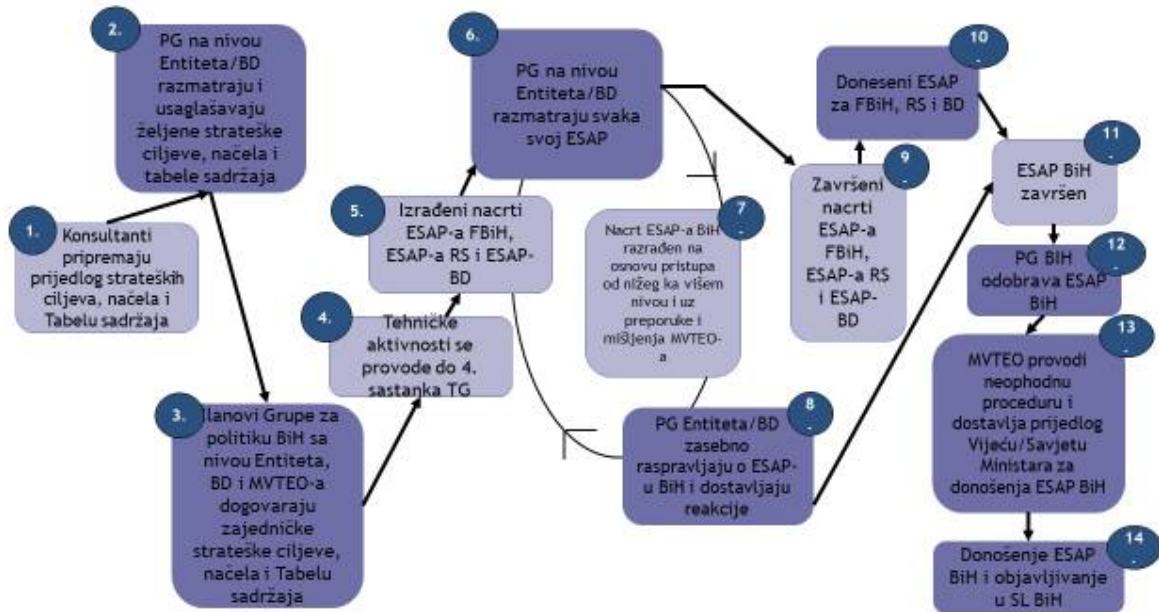 1.
Konsultanti
pripremaju
prijedlog strateških
ciljeva, načela i
Tabelu sadržaja
2.
PG na nivou
Entiteta/BD
razmatraju i
usaglašavaju
željene strateške
ciljeve, načela i
tabele sadržaja
3.
lanovi Grupe za
politiku BiH sa
nivou Entiteta,
BD i MVTEO-a
dogovaraju
zajedničke
strateške ciljeve,
načela i Tabelu
sadržaja
4.
Tehničke
aktivnosti se
provode do 4.
sastanka TG
5.
Izrađeni nacrti
ESAP-a FBiH,
ESAP-a RS i ESAP-
BD
6.
PG na nivou
Entiteta/BD
razmatraju svaka
svoj ESAP
7.
Nacrt ESAP-a BiH
razrađen na
osnovu pristupa
od nižeg ka višem
nivou i uz
preporuke i
mišljenja MVTEO-
a
8.
PG Entiteta/BD
zasebno
raspravljaju o ESAP-
u BiH i dostavljaju
reakcije
9.
Završeni
nacrti
ESAP-a
FBiH,
ESAP-a RS
i ESAP-
BD
10.
Doneseni ESAP
za FBiH, RS i BD
11.
ESAP BiH
završen
12.
PG BiH
odobrava ESAP
BiH
13.
MVTEO provodi
neophodnu
proceduru i
dostavlja prijedlog
Vijeću/Savjetu
Ministara za
donošenja ESAP BiH
14.
Donošenje ESAP
BiH i objavljivanje
u SL BiH